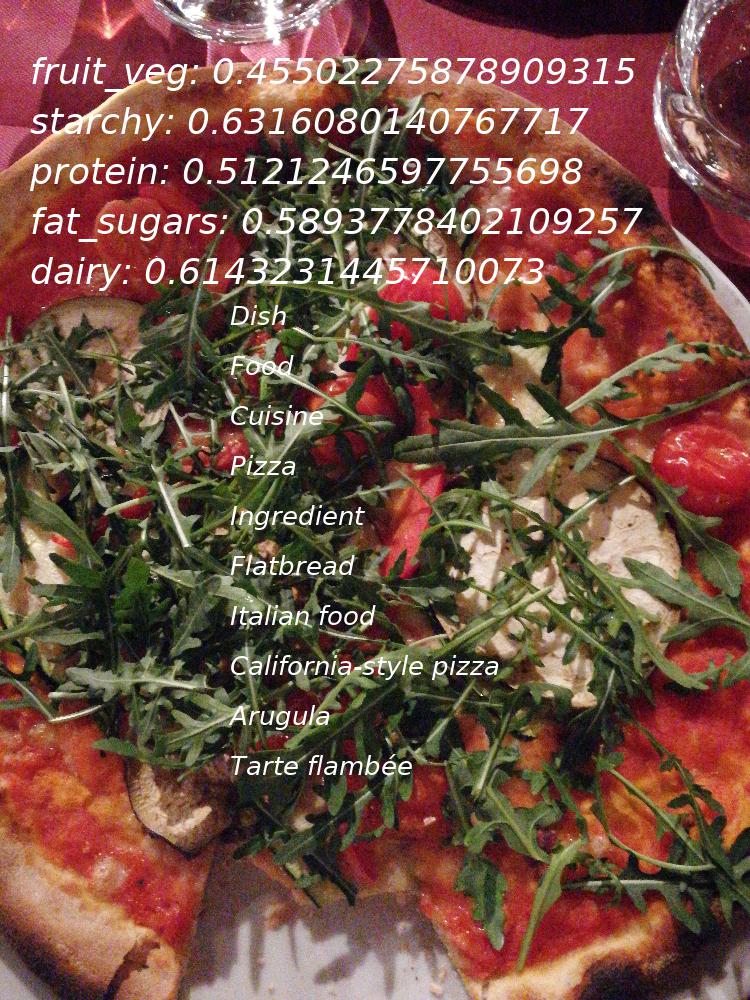 fruit_veg: 0.45502275878909315
starchy: 0.6316080140767717
protein: 0.5121246597755698
fat_sugars: 0.5893778402109257
dairy: 0.6143231445710073
Dish
Food
Cuisine
Pizza
Ingredient
Flatbread
Italian food
California-style pizza
Arugula
Tarte flambée